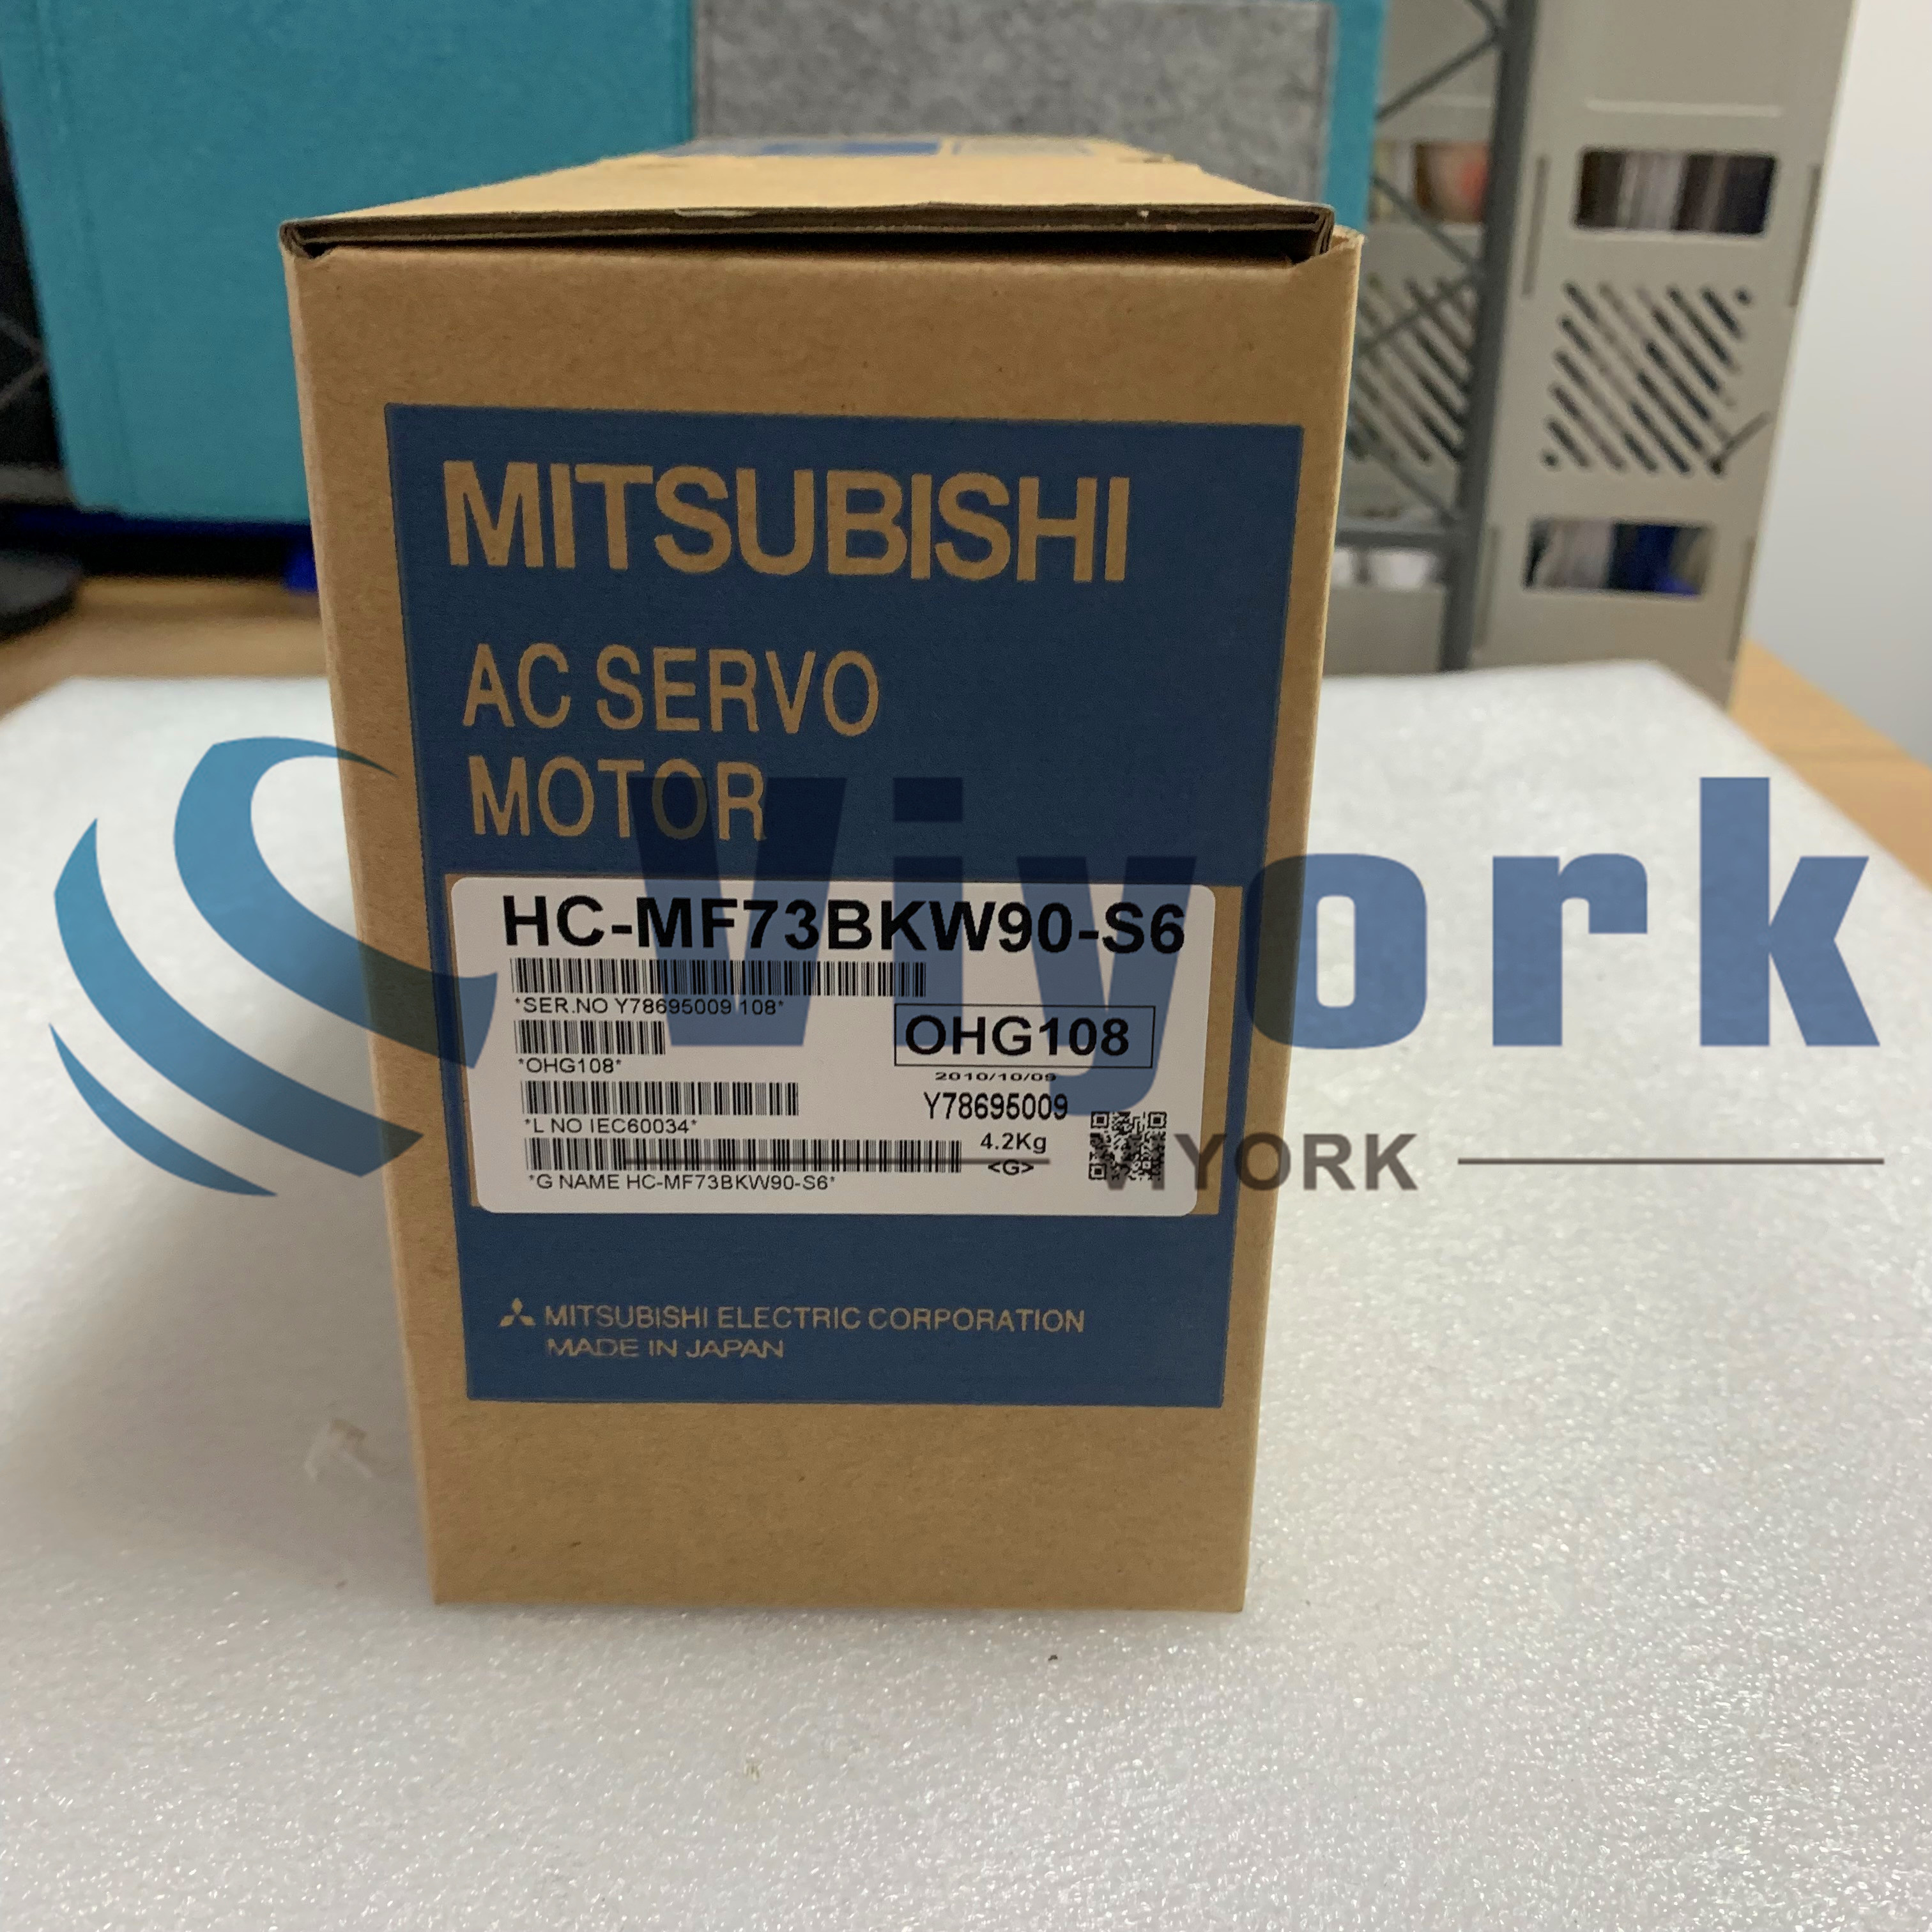 MITSUBISHI
AC SERVO
MOTOR
HC-MF73BKW90-S6
*SER.NO Y78695009 108*
OHG108
*OHG108*
2010/10/09
Y78695009
*L NO IEC60034*
4.2Kg
<G>
*G NAME HC-MF73BKW90-S6*
MITSUBISHI ELECTRIC CORPORATION
MADE IN JAPAN
Viyork
VIYORK